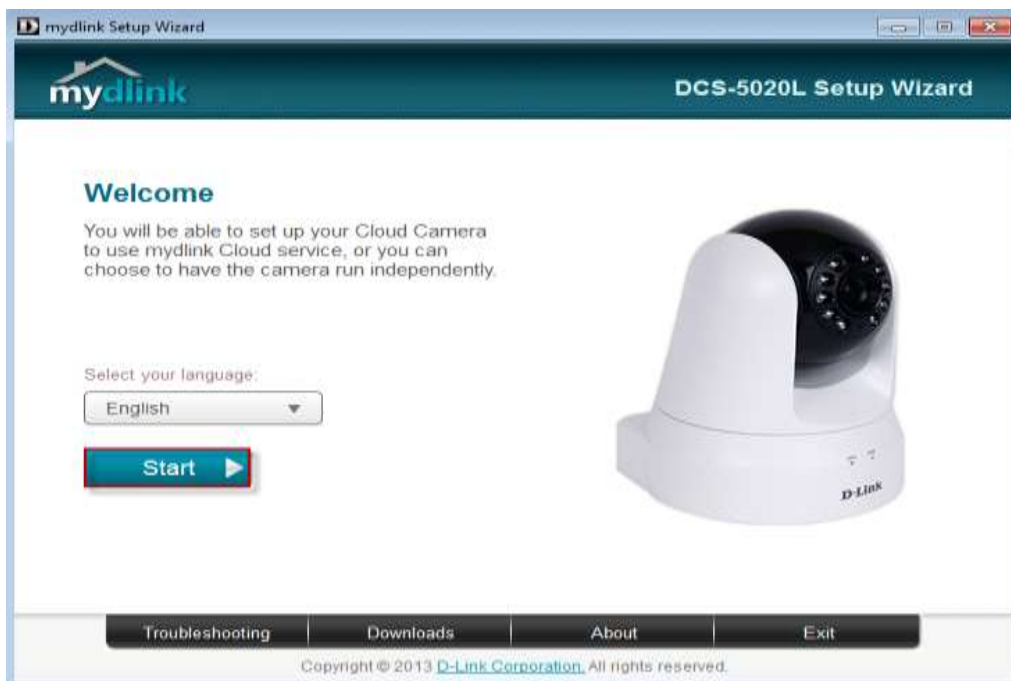 mydlink Setup Wizard
mydlink
DCS-5020L Setup Wizard
Welcome
You will be able to set up your Cloud Camera
to use mydlink Cloud service, or you can
choose to have the camera run independently.
Select your language:
English
Start
D-Link
Troubleshooting
Downloads
About
Exit
Copyright © 2013 D-Link Corporation. All rights reserved.